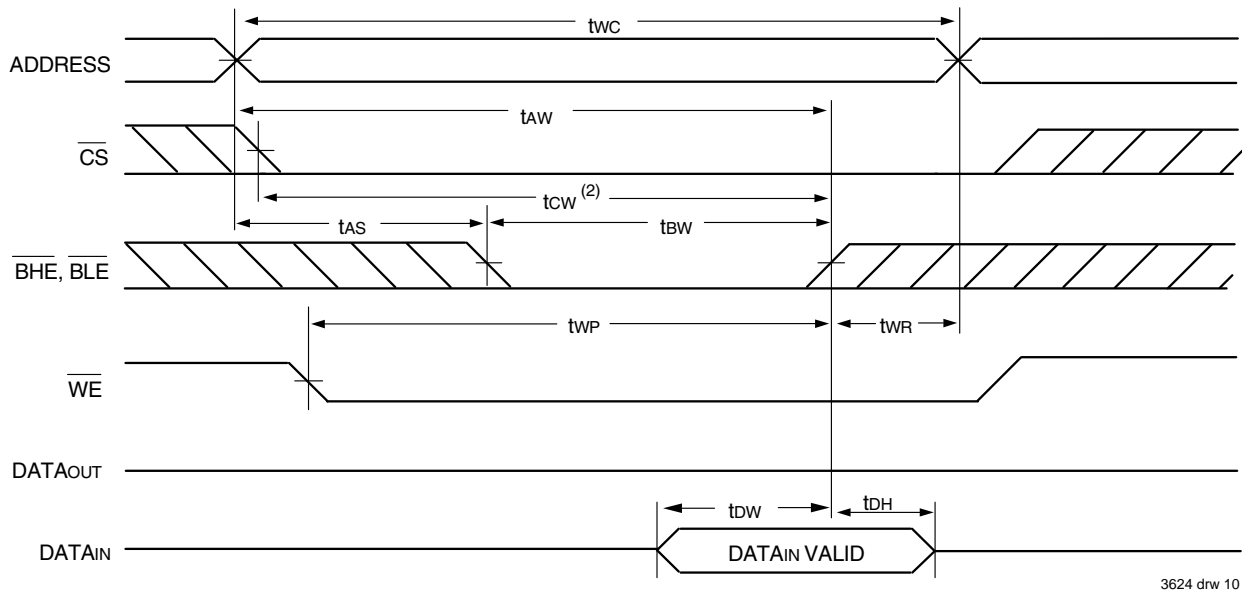 tWC
ADDRESS
tAW
CS
tCW (2)
tAS
tBW
BHE, BLE
tWP
tWR
WE
DATAOUT
tDW
tDH
DATAIN
DATAIN VALID
3624 drw 10